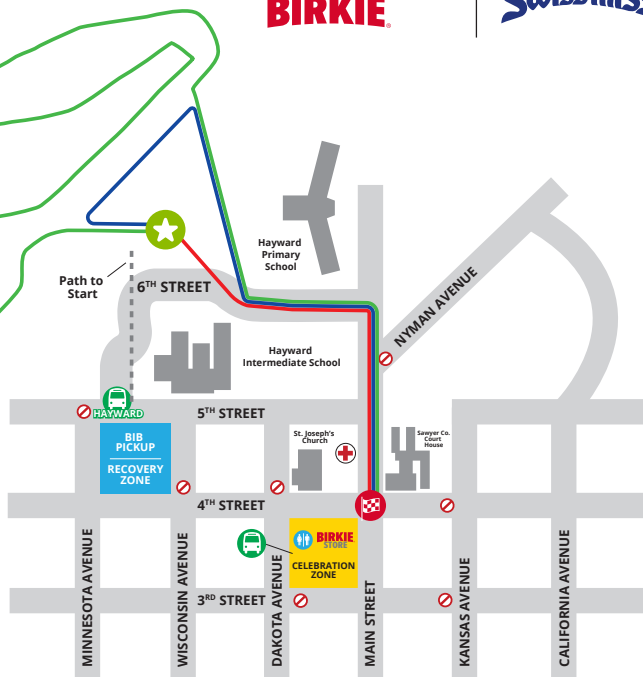 BIRKIE®
Hayward
Primary
School
Path to
Start
6TH STREET
NYMAN AVENUE
Hayward
Intermediate School
HAYWARD
5TH STREET
BIB
PICKUP
RECOVERY
ZONE
St. Joseph's
Church
Sawyer Co.
Court
House
4TH STREET
BIRKIE
STORE
CELEBRATION
ZONE
3RD STREET
MINNESOTA AVENUE
WISCONSIN AVENUE
DAKOTA AVENUE
MAIN STREET
KANSAS AVENUE
CALIFORNIA AVENUE